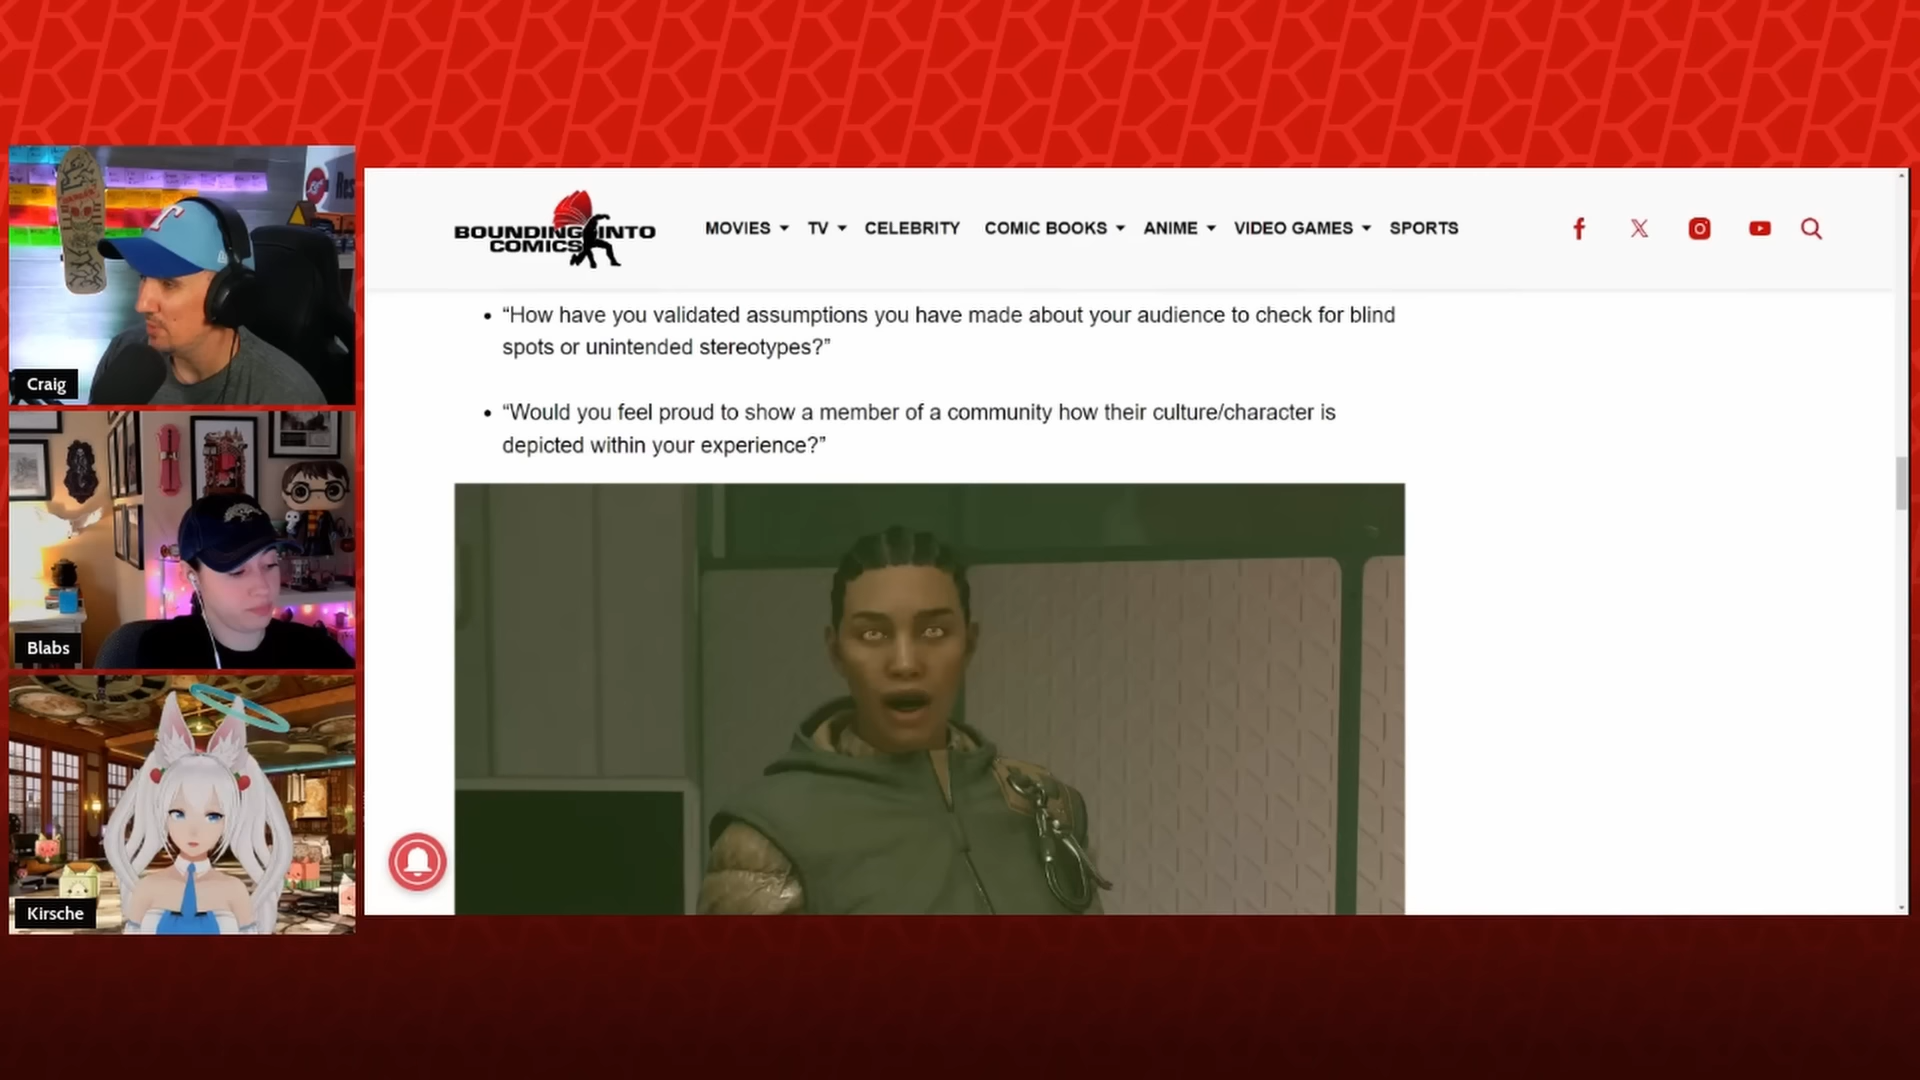 BOUNDING INTO
COMICS
MOVIES TV CELEBRITY COMIC BOOKS ANIME VIDEO GAMES SPORTS
• “How have you validated assumptions you have made about your audience to check for blind
spots or unintended stereotypes?”
• “Would you feel proud to show a member of a community how their culture/character is
depicted within your experience?”
Craig
Blabs
Kirsche